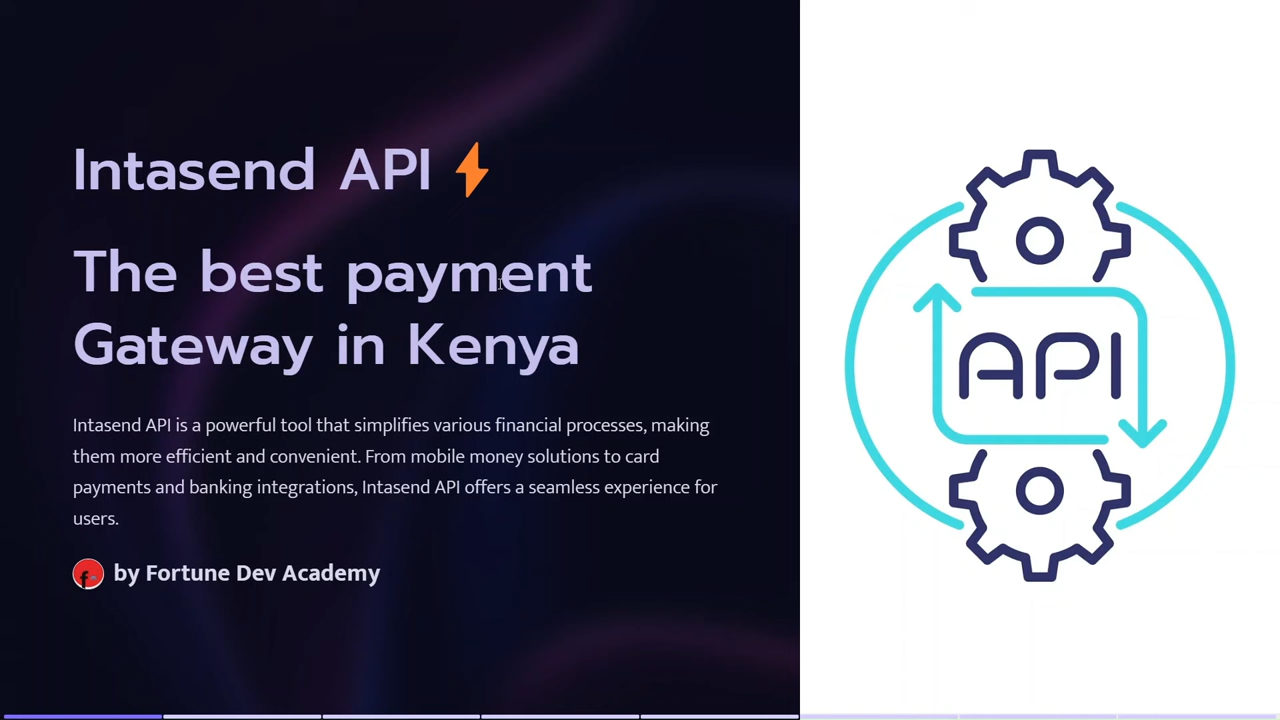 Intasend API
The best payment
Gateway in Kenya
Intasend API is a powerful tool that simplifies various financial processes, making
them more efficient and convenient. From mobile money solutions to card
payments and banking integrations, Intasend API offers a seamless experience for
users.
by Fortune Dev Academy
API